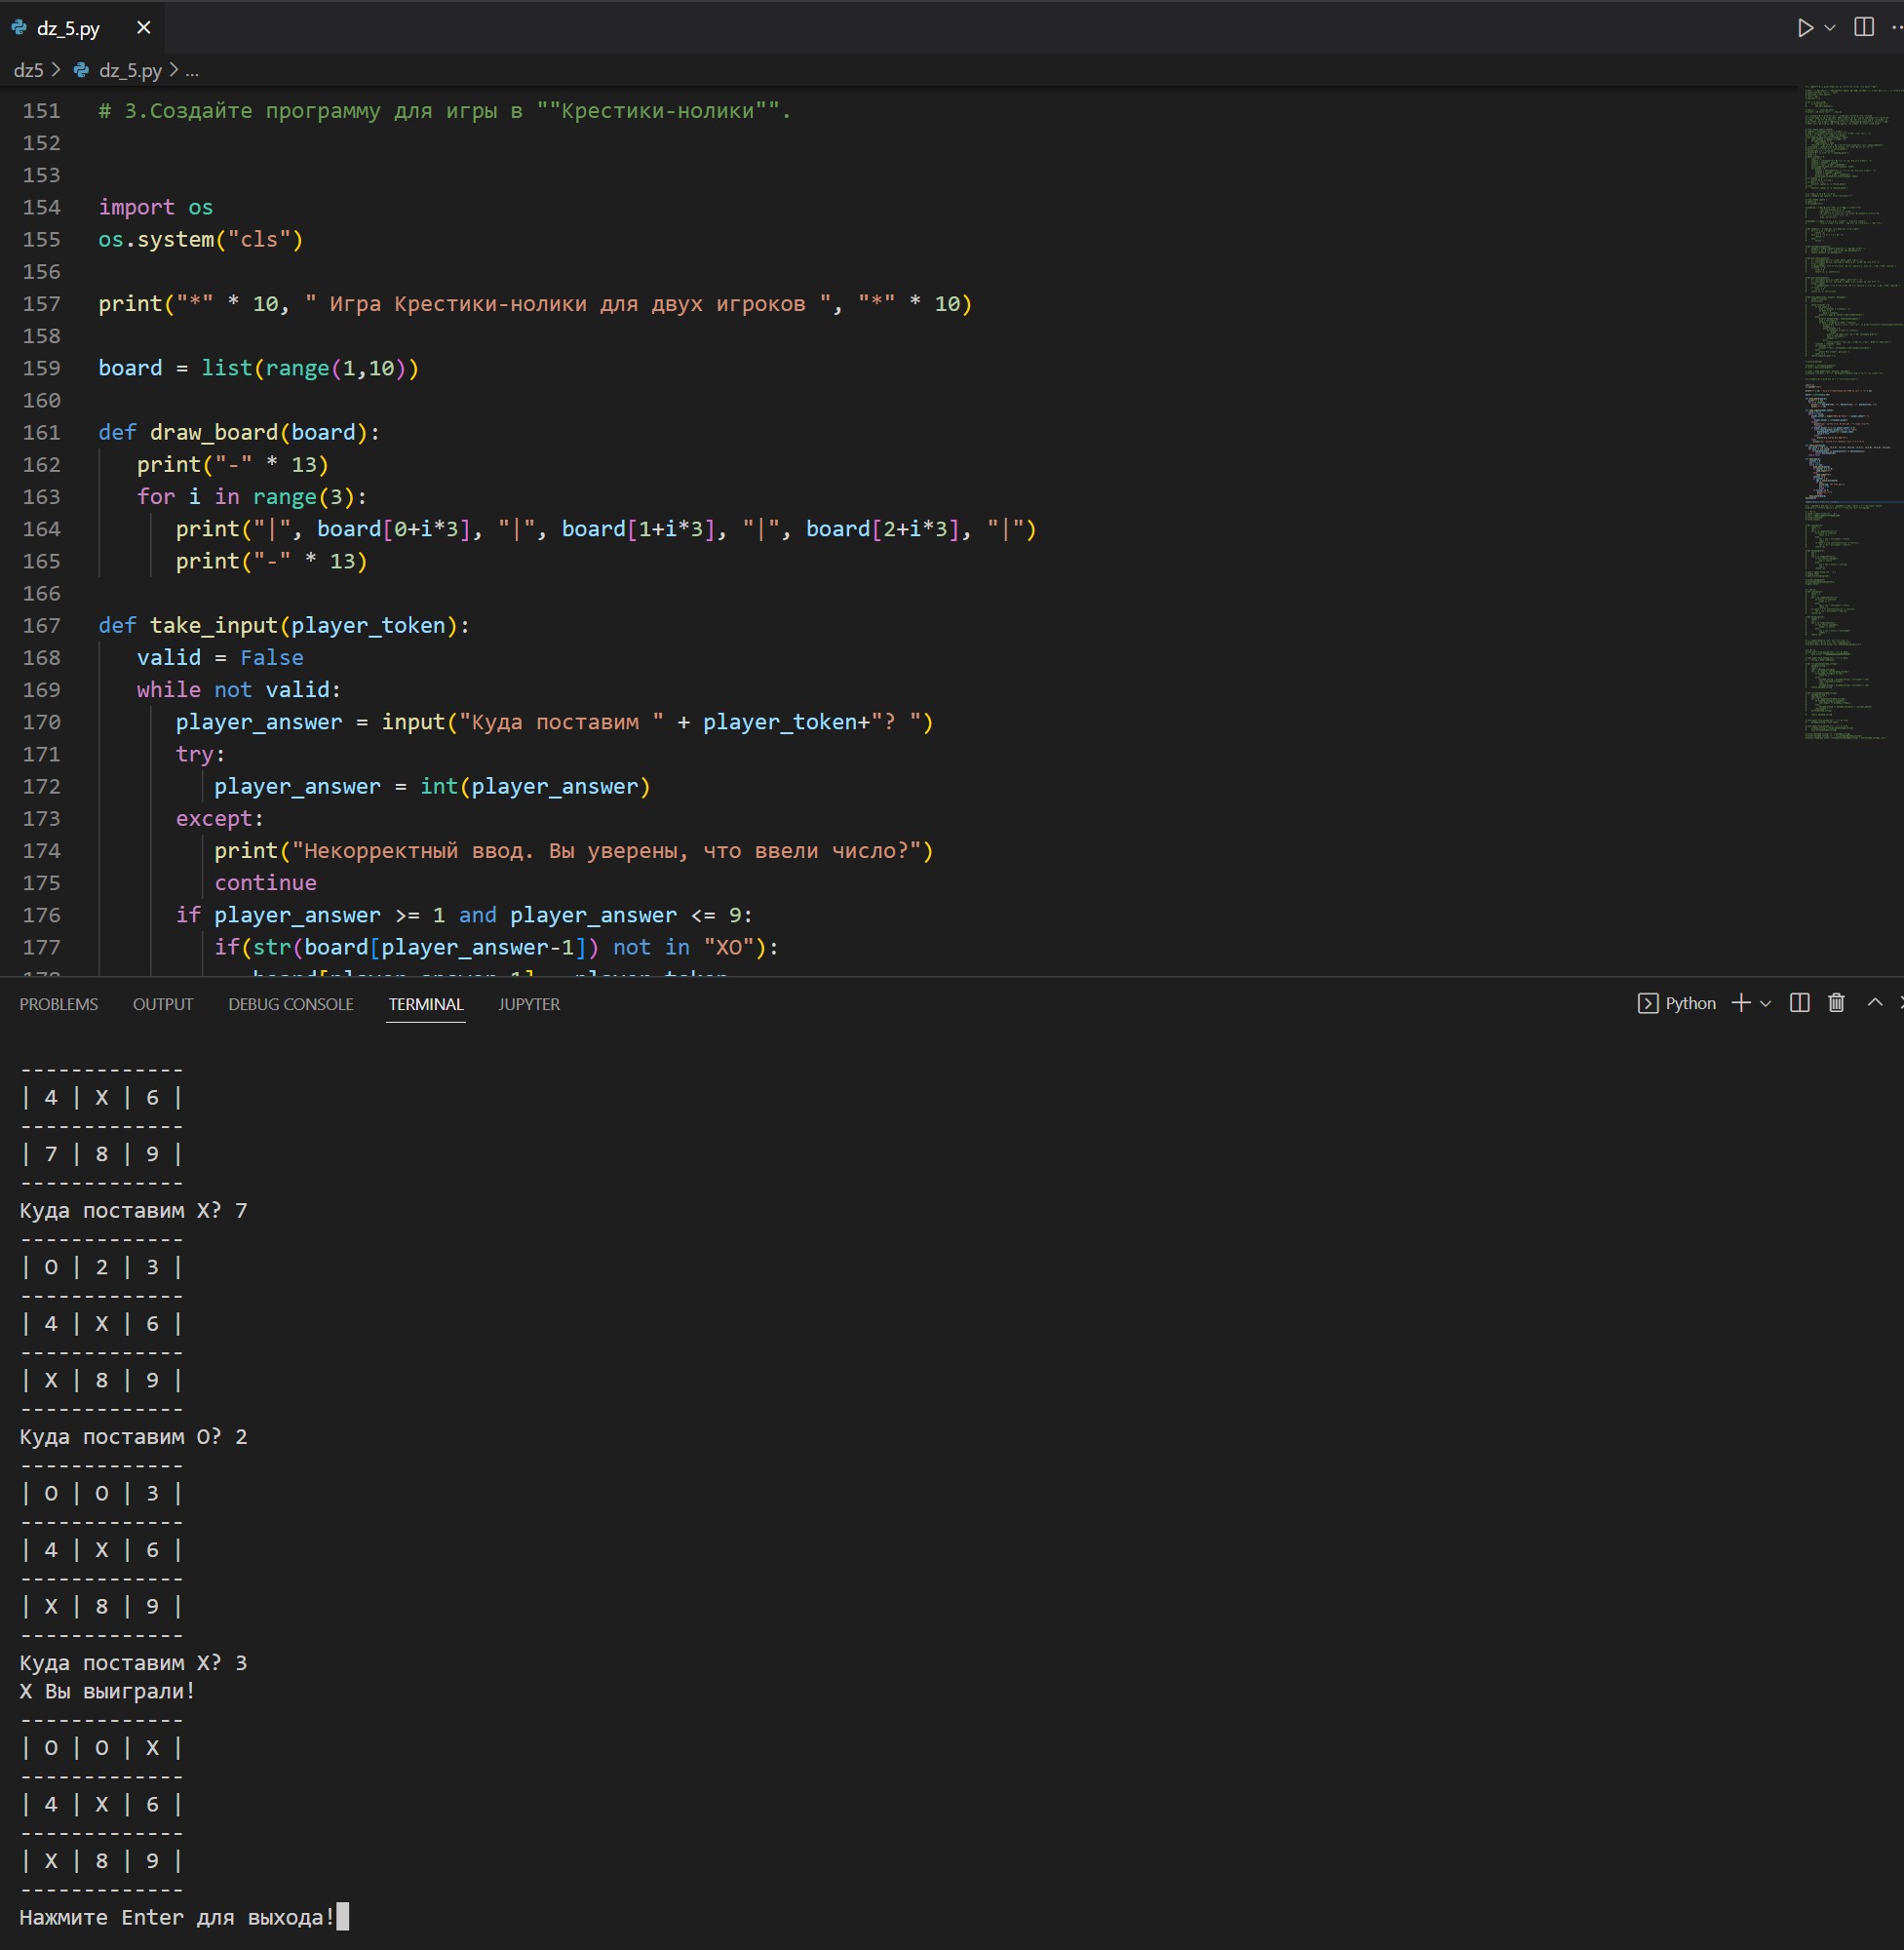 dz_5.py
dz5 > dz_5.py > ...
151 # 3.Создайте программу для игры в ""Крестики-нолики"".
152
153
154 import os
155 os.system("cls")
156
157 print("*" * 10, " Игра Крестики-нолики для двух игроков ", "*" * 10)
158
159 board = list(range(1,10))
160
161 def draw_board(board):
162 print("-" * 13)
163 for i in range(3):
164 print("|", board[0+i*3], "|", board[1+i*3], "|", board[2+i*3], "|")
165 print("-" * 13)
166
167 def take_input(player_token):
168 valid = False
169 while not valid:
170 player_answer = input("Куда поставим " + player_token+"? ")
171 try:
172 player_answer = int(player_answer)
173 except:
174 print("Некорректный ввод. Вы уверены, что ввели число?")
175 continue
176 if player_answer >= 1 and player_answer <= 9:
177 if(str(board[player_answer-1]) not in "XO"):
PROBLEMS OUTPUT DEBUG CONSOLE TERMINAL JUPYTER Python
-------------
| 4 | X | 6 |
-------------
| 7 | 8 | 9 |
-------------
Куда поставим X? 7
-------------
| O | 2 | 3 |
-------------
| 4 | X | 6 |
-------------
| X | 8 | 9 |
-------------
Куда поставим O? 2
-------------
| O | O | 3 |
-------------
| 4 | X | 6 |
-------------
| X | 8 | 9 |
-------------
Куда поставим X? 3
X Вы выиграли!
-------------
| O | O | X |
-------------
| 4 | X | 6 |
-------------
| X | 8 | 9 |
-------------
Нажмите Enter для выхода!